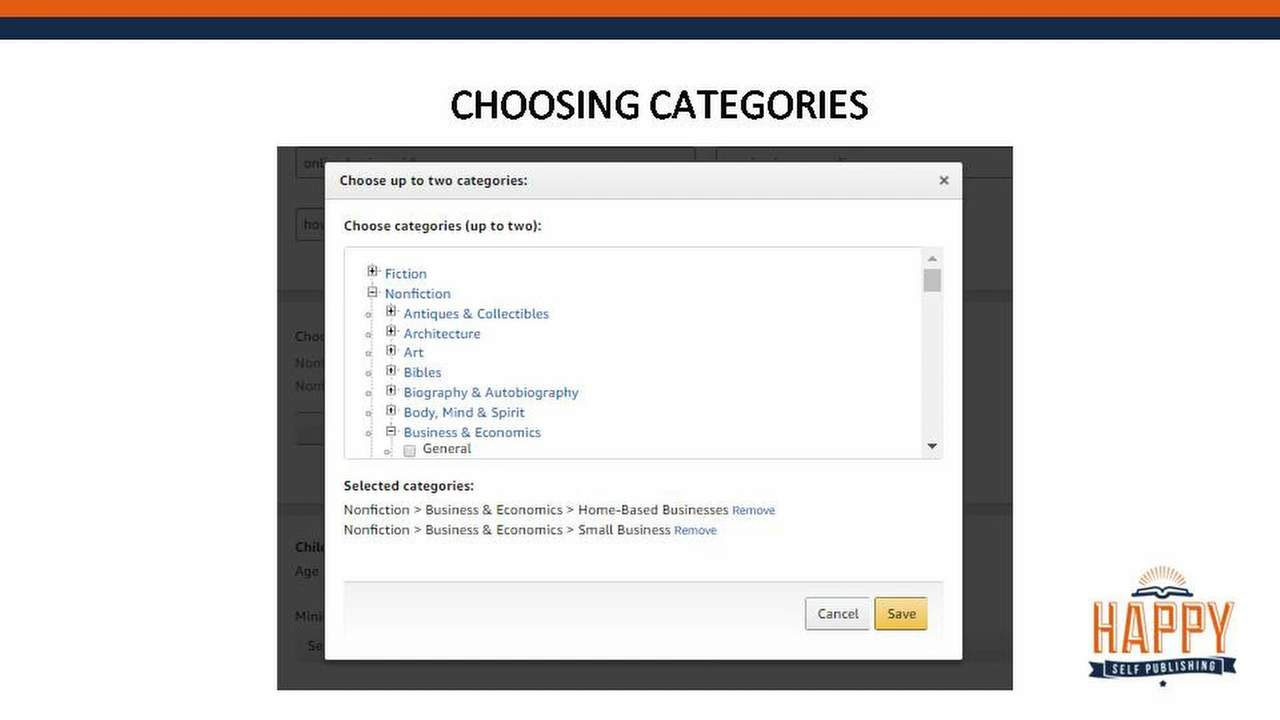 CHOOSING CATEGORIES
Choose up to two categories:
Choose categories (up to two):
Fiction
Nonfiction
Antiques & Collectibles
Architecture
Art
Bibles
Biography & Autobiography
Body, Mind & Spirit
Business & Economics
General
Selected categories:
Nonfiction > Business & Economics > Home-Based Businesses Remove
Nonfiction > Business & Economics > Small Business Remove
Cancel Save
Age
HAPPY
SELF PUBLISHING